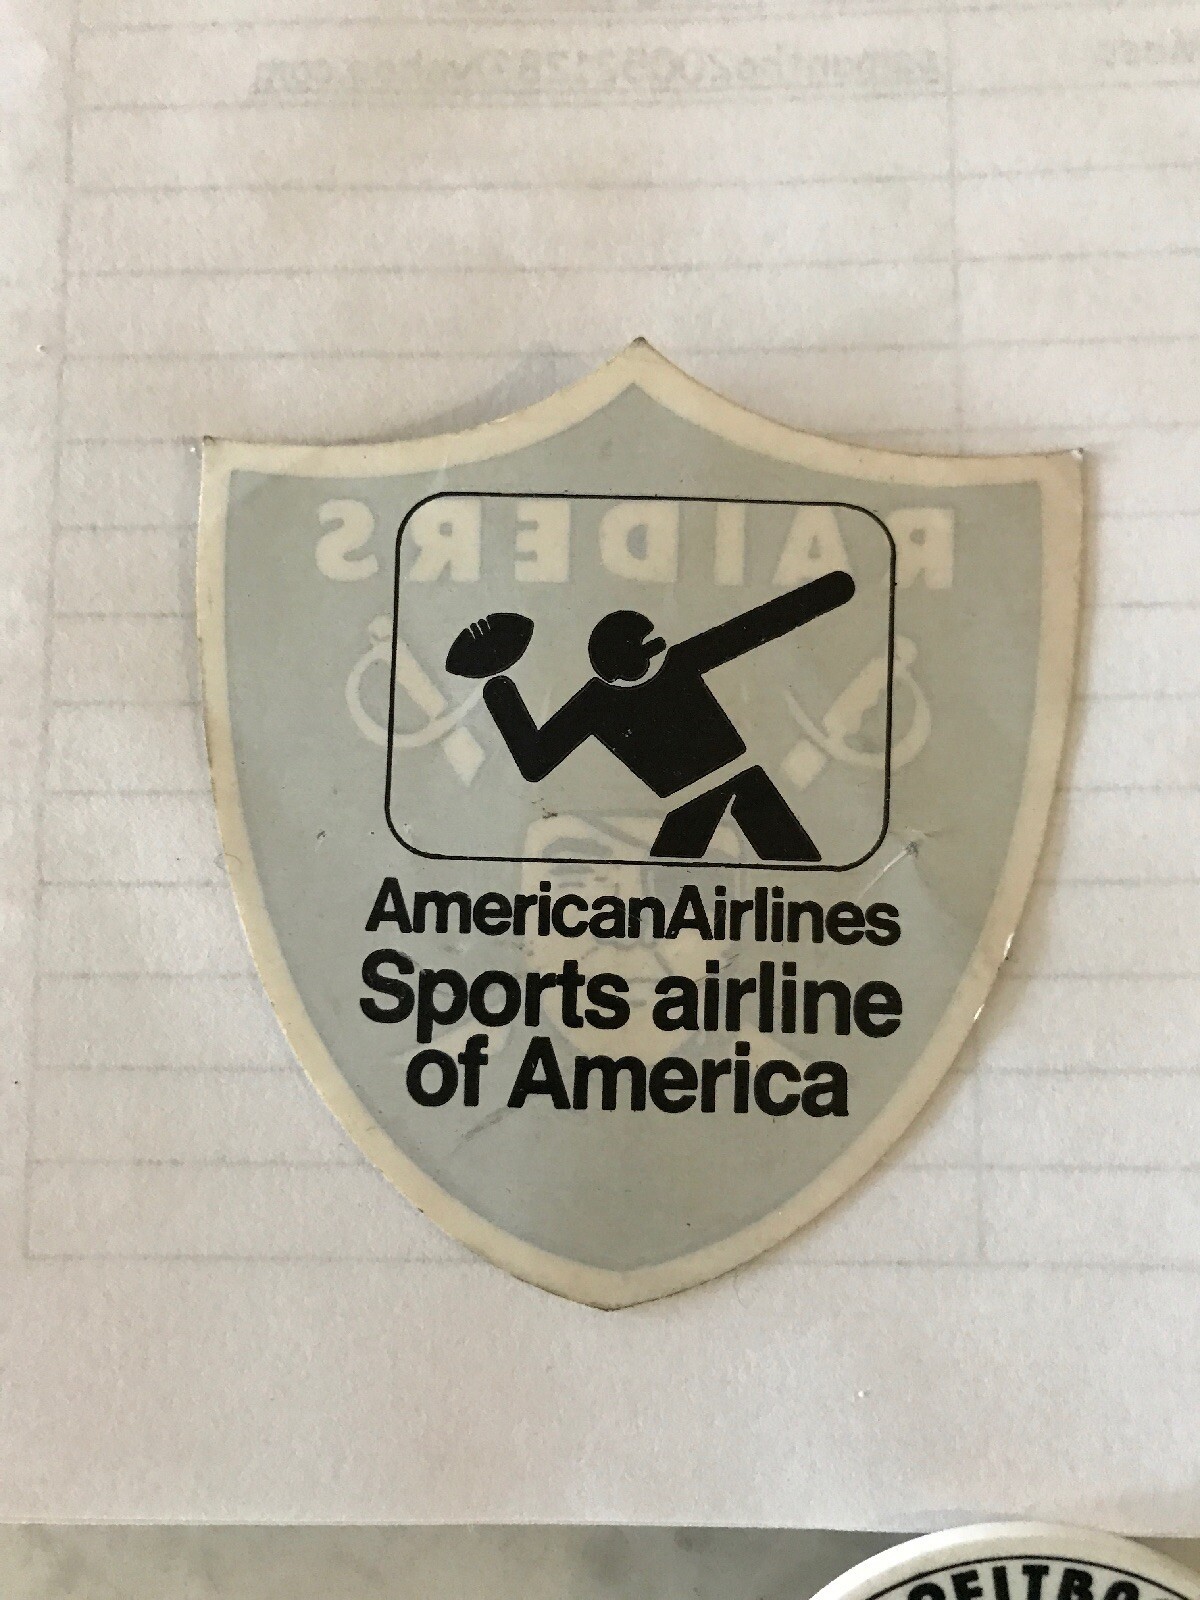 RAIDERS
AmericanAirlines
Sports airline
of America